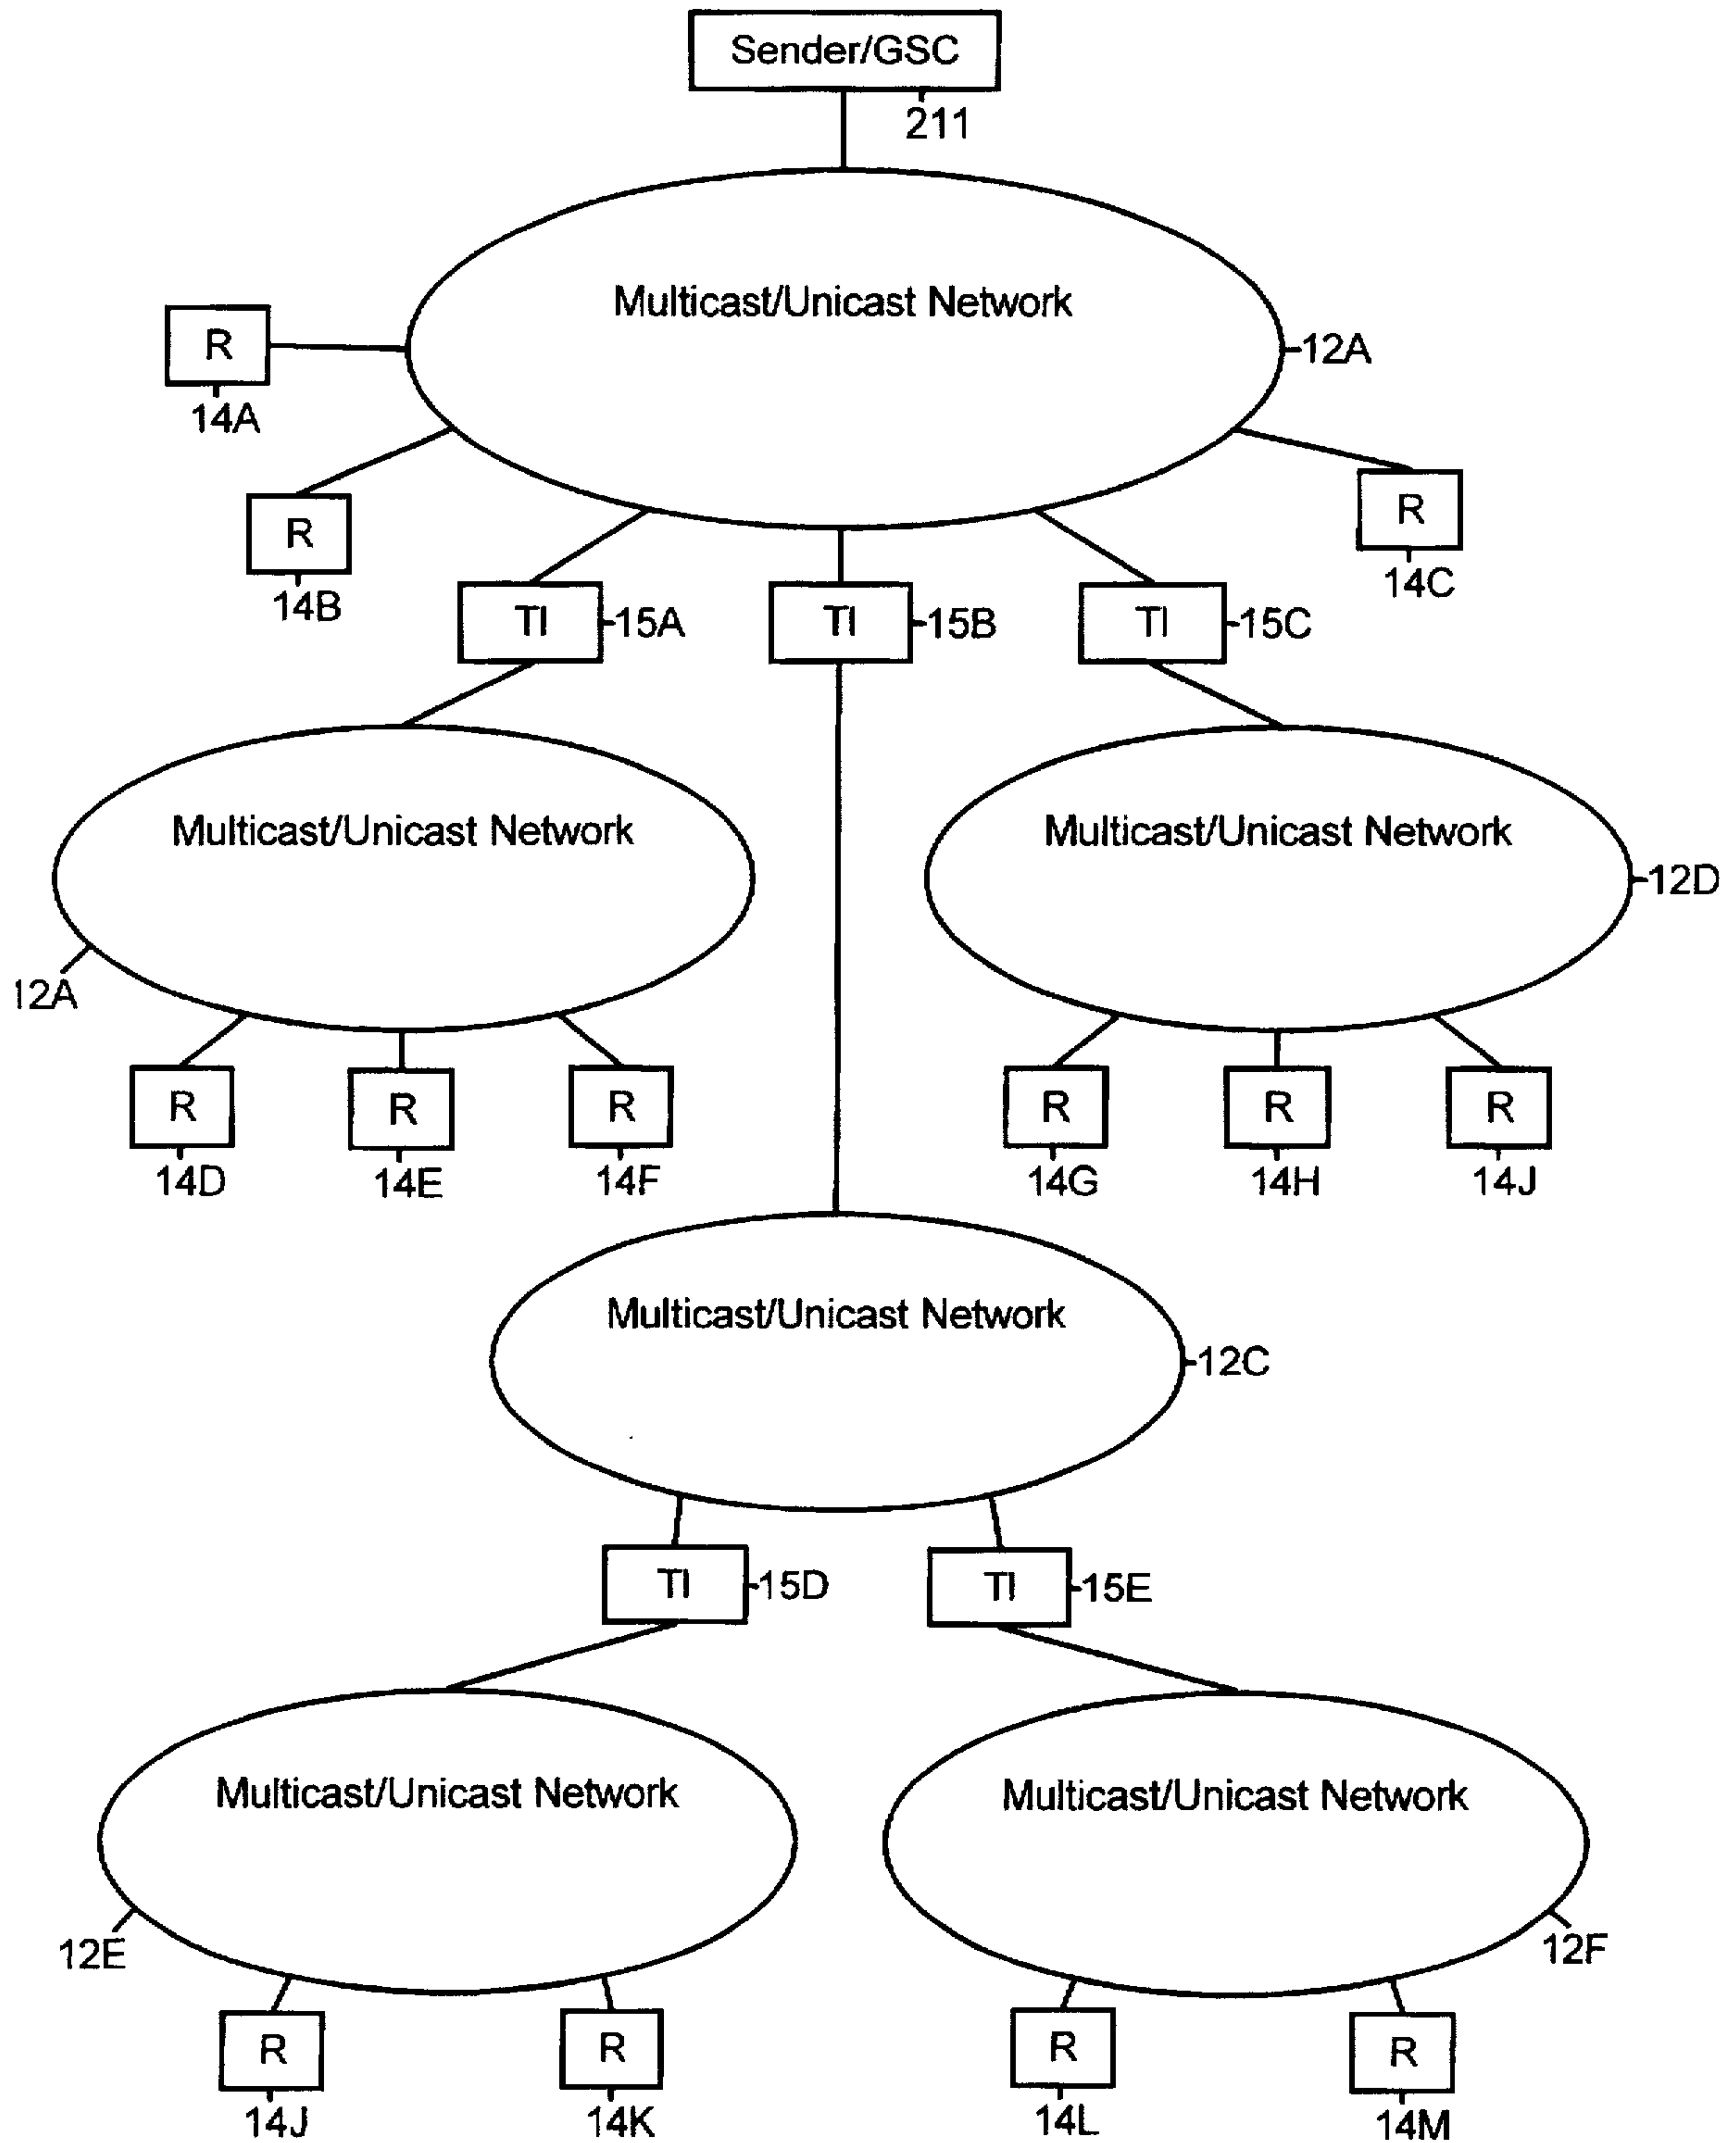 Sender/GSC
211
Multicast/Unicast Network
12A
R
14A
R
14B
R
14C
TI
15A
TI
15B
TI
15C
Multicast/Unicast Network
12A
Multicast/Unicast Network
12D
R
14D
R
14E
R
14F
R
14G
R
14H
R
14J
Multicast/Unicast Network
12C
TI
15D
TI
15E
Multicast/Unicast Network
12E
Multicast/Unicast Network
12F
R
14J
R
14K
R
14L
R
14M